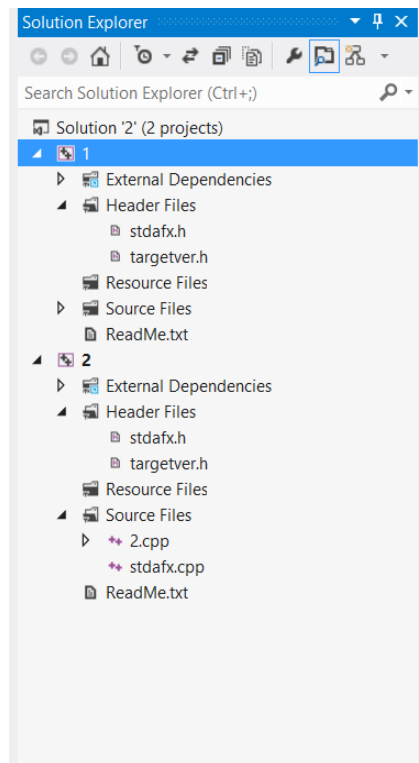 Solution Explorer
Search Solution Explorer (Ctrl+;)
Solution '2' (2 projects)
1
External Dependencies
Header Files
stdafx.h
targetver.h
Resource Files
Source Files
ReadMe.txt
2
External Dependencies
Header Files
stdafx.h
targetver.h
Resource Files
Source Files
2.cpp
stdafx.cpp
ReadMe.txt